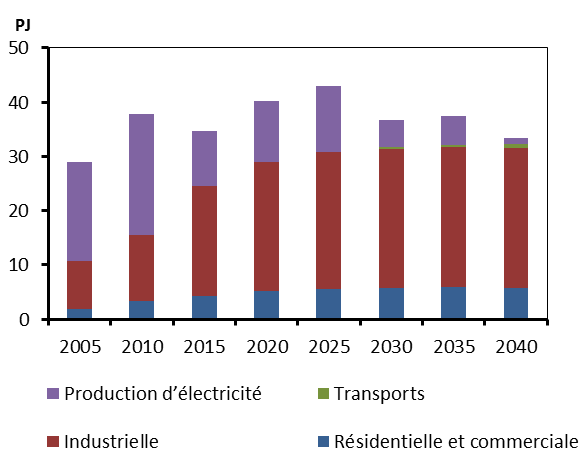 PJ
50
40
30
20
10
0
2005 2010 2015 2020 2025 2030 2035 2040
Production d’électricité Transports
Industrielle Résidentielle et commerciale